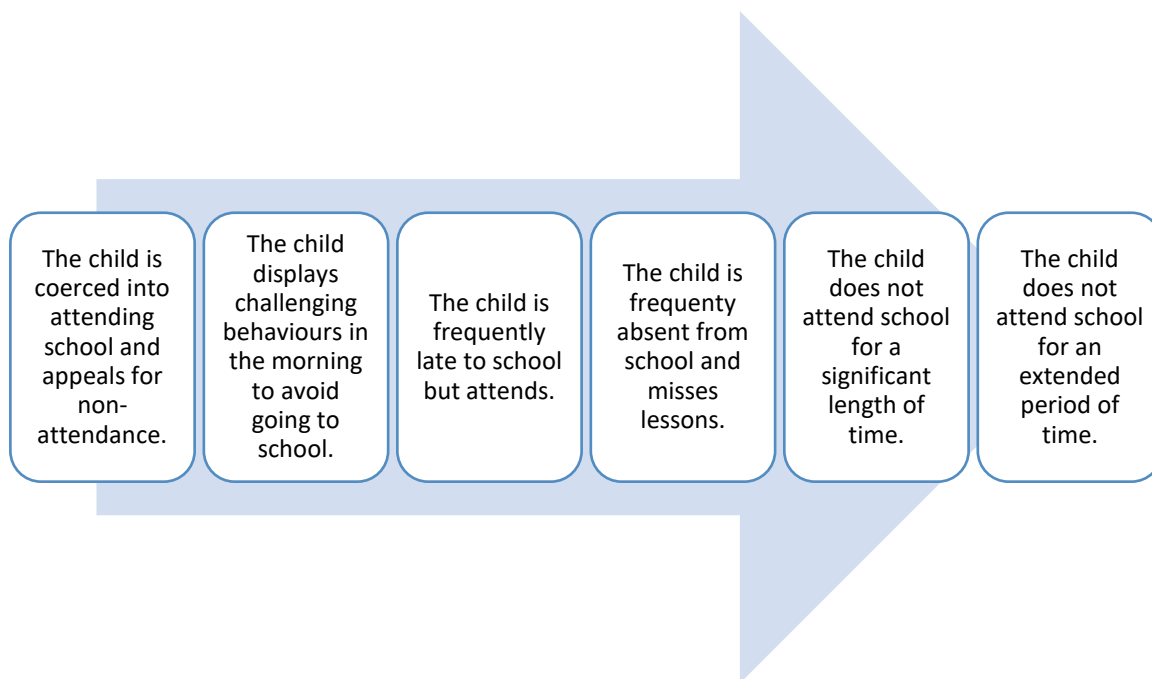 The child is
coerced into
attending
school and
appeals for
non-
attendance.
The child
displays
challenging
behaviours in
the morning
to avoid
going to
school.
The child is
frequently
late to school
but attends.
The child is
frequenty
absent from
school and
misses
lessons.
The child
does not
attend school
for a
significant
length of
time.
The child
does not
attend school
for an
extended
period of
time.